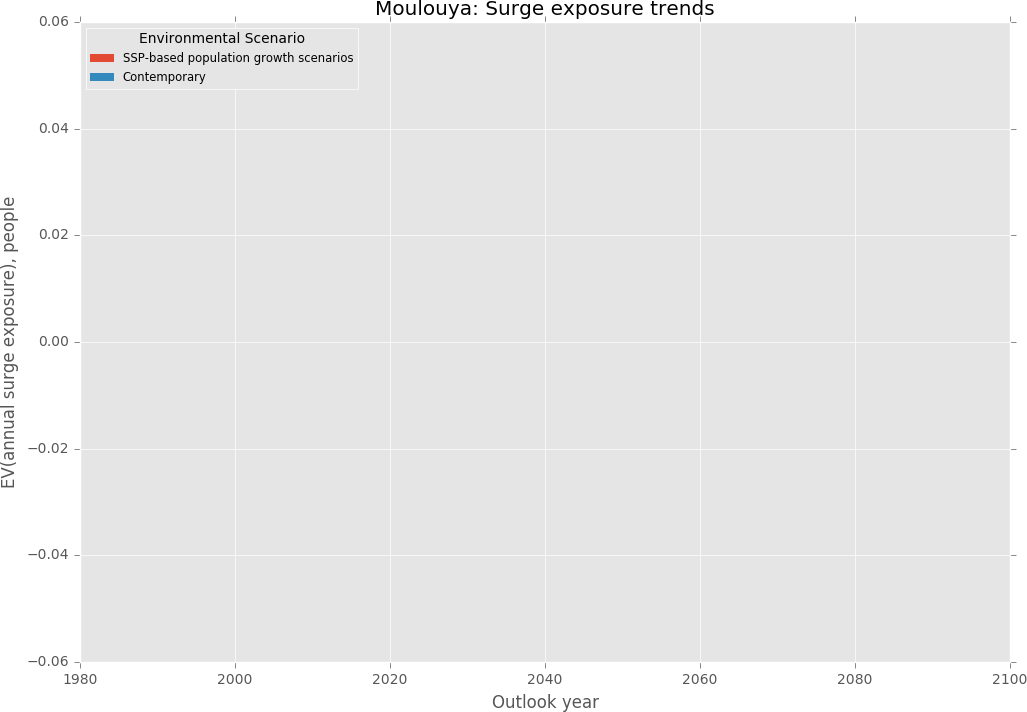 Moulouya: Surge exposure trends
Environmental Scenario
SSP-based population growth scenarios
Contemporary
0.06
0.04
0.02
0.00
−0.02
−0.04
−0.06
EV(annual surge exposure), people
1980 2000 2020 2040 2060 2080 2100
Outlook year